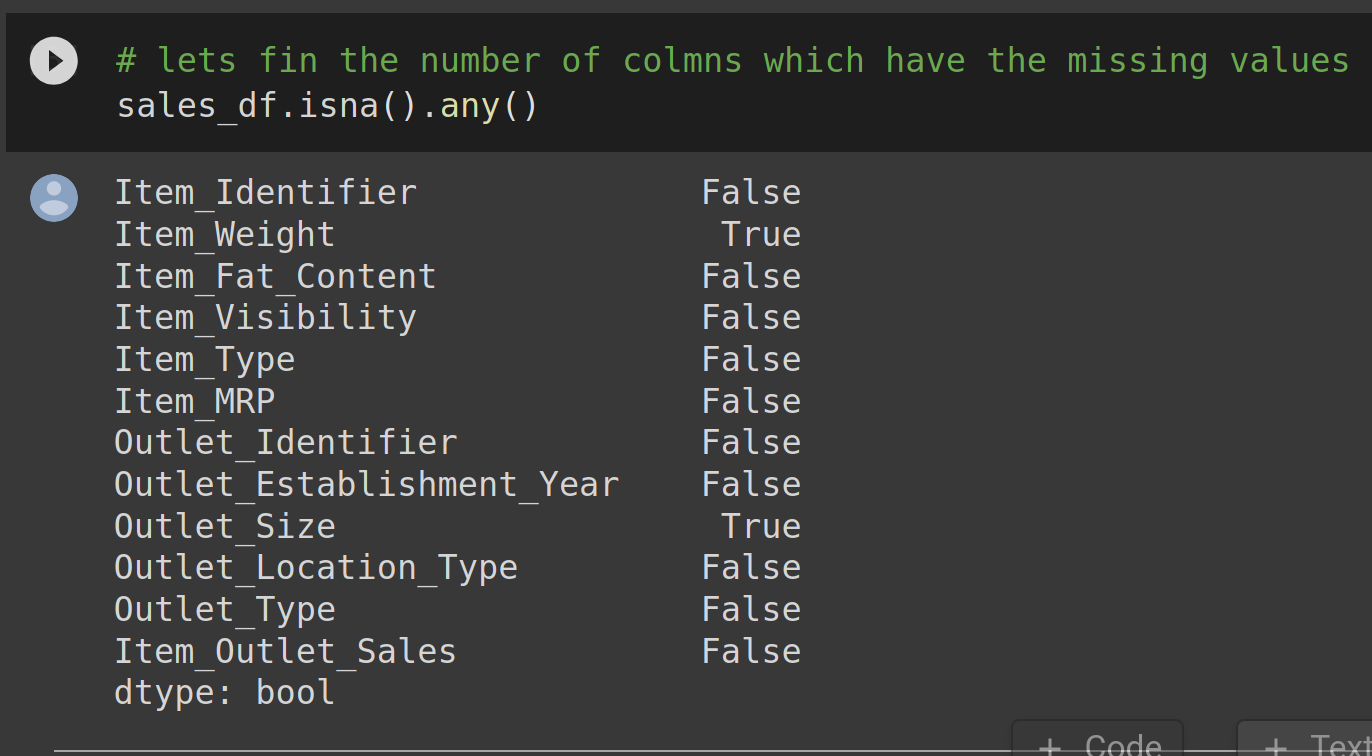 # lets fin the number of colmns which have the missing values
sales_df.isna().any()
Item_Identifier False
Item_Weight True
Item_Fat_Content False
Item_Visibility False
Item_Type False
Item_MRP False
Outlet_Identifier False
Outlet_Establishment_Year False
Outlet_Size True
Outlet_Location_Type False
Outlet_Type False
Item_Outlet_Sales False
dtype: bool
+ Code + Text